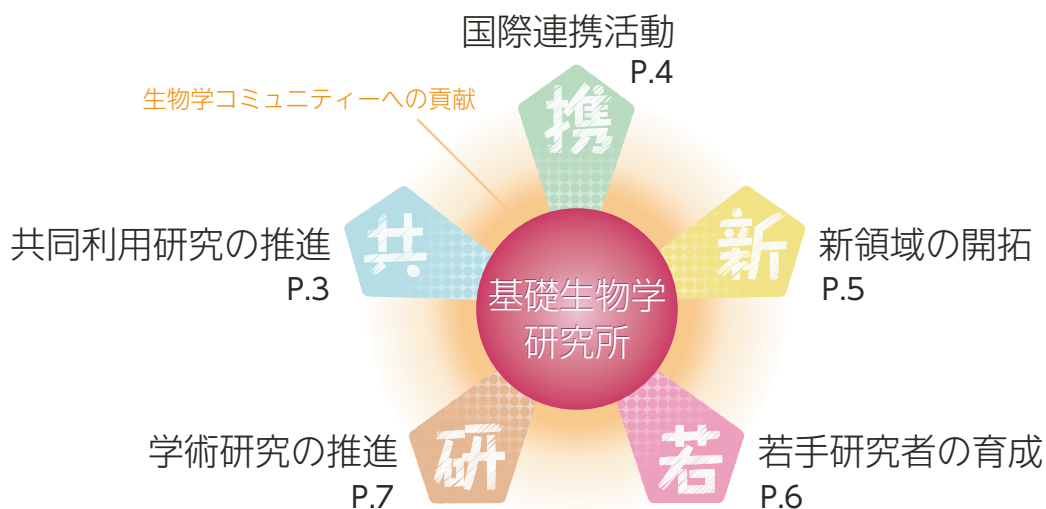 国際連携活動
P.4
携
生物学コミュニティーへの貢献
共同利用研究の推進
P.3
共
新
新領域の開拓
P.5
基礎生物学
研究所
学術研究の推進
P.7
研
若
若手研究者の育成
P.6